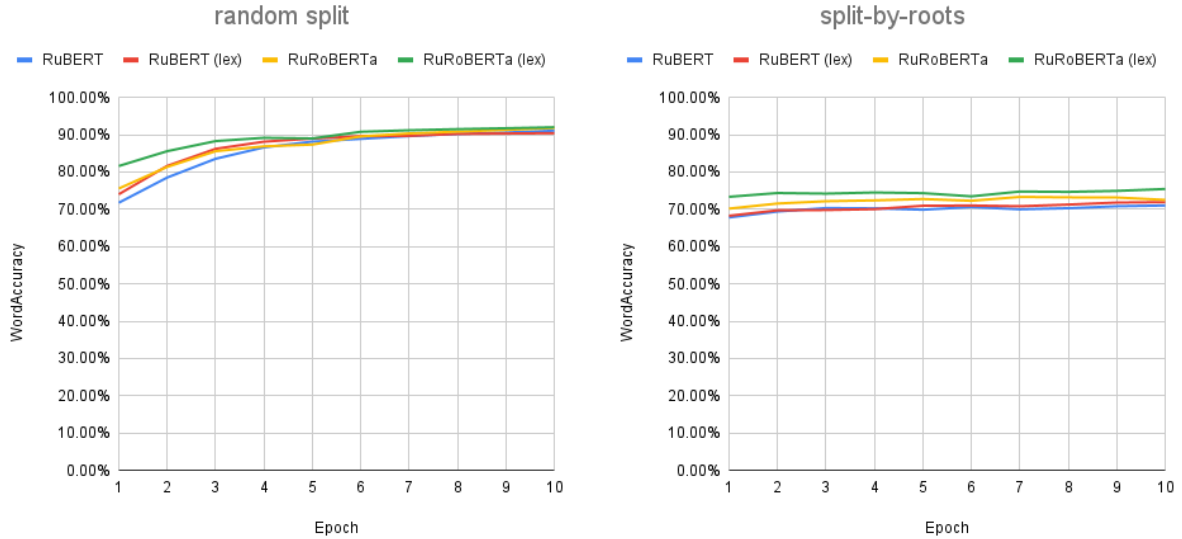 random split
RuBERT RuBERT (lex) RuRoBERTa RuRoBERTa (lex)
100.00%
90.00%
80.00%
70.00%
60.00%
50.00%
40.00%
30.00%
20.00%
10.00%
0.00%
WordAccuracy
1 2 3 4 5 6 7 8 9 10
Epoch
split-by-roots
RuBERT RuBERT (lex) RuRoBERTa RuRoBERTa (lex)
100.00%
90.00%
80.00%
70.00%
60.00%
50.00%
40.00%
30.00%
20.00%
10.00%
0.00%
WordAccuracy
1 2 3 4 5 6 7 8 9 10
Epoch